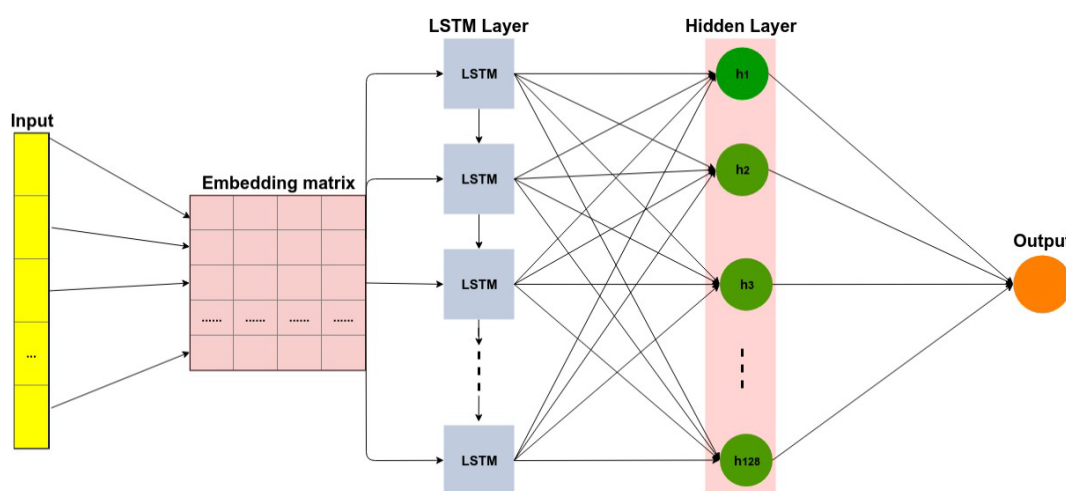 LSTM Layer
Hidden Layer
LSTM
h1
Input
LSTM
h2
Embedding matrix
Output
LSTM
h3
...... ...... ...... ......
...
LSTM
h128